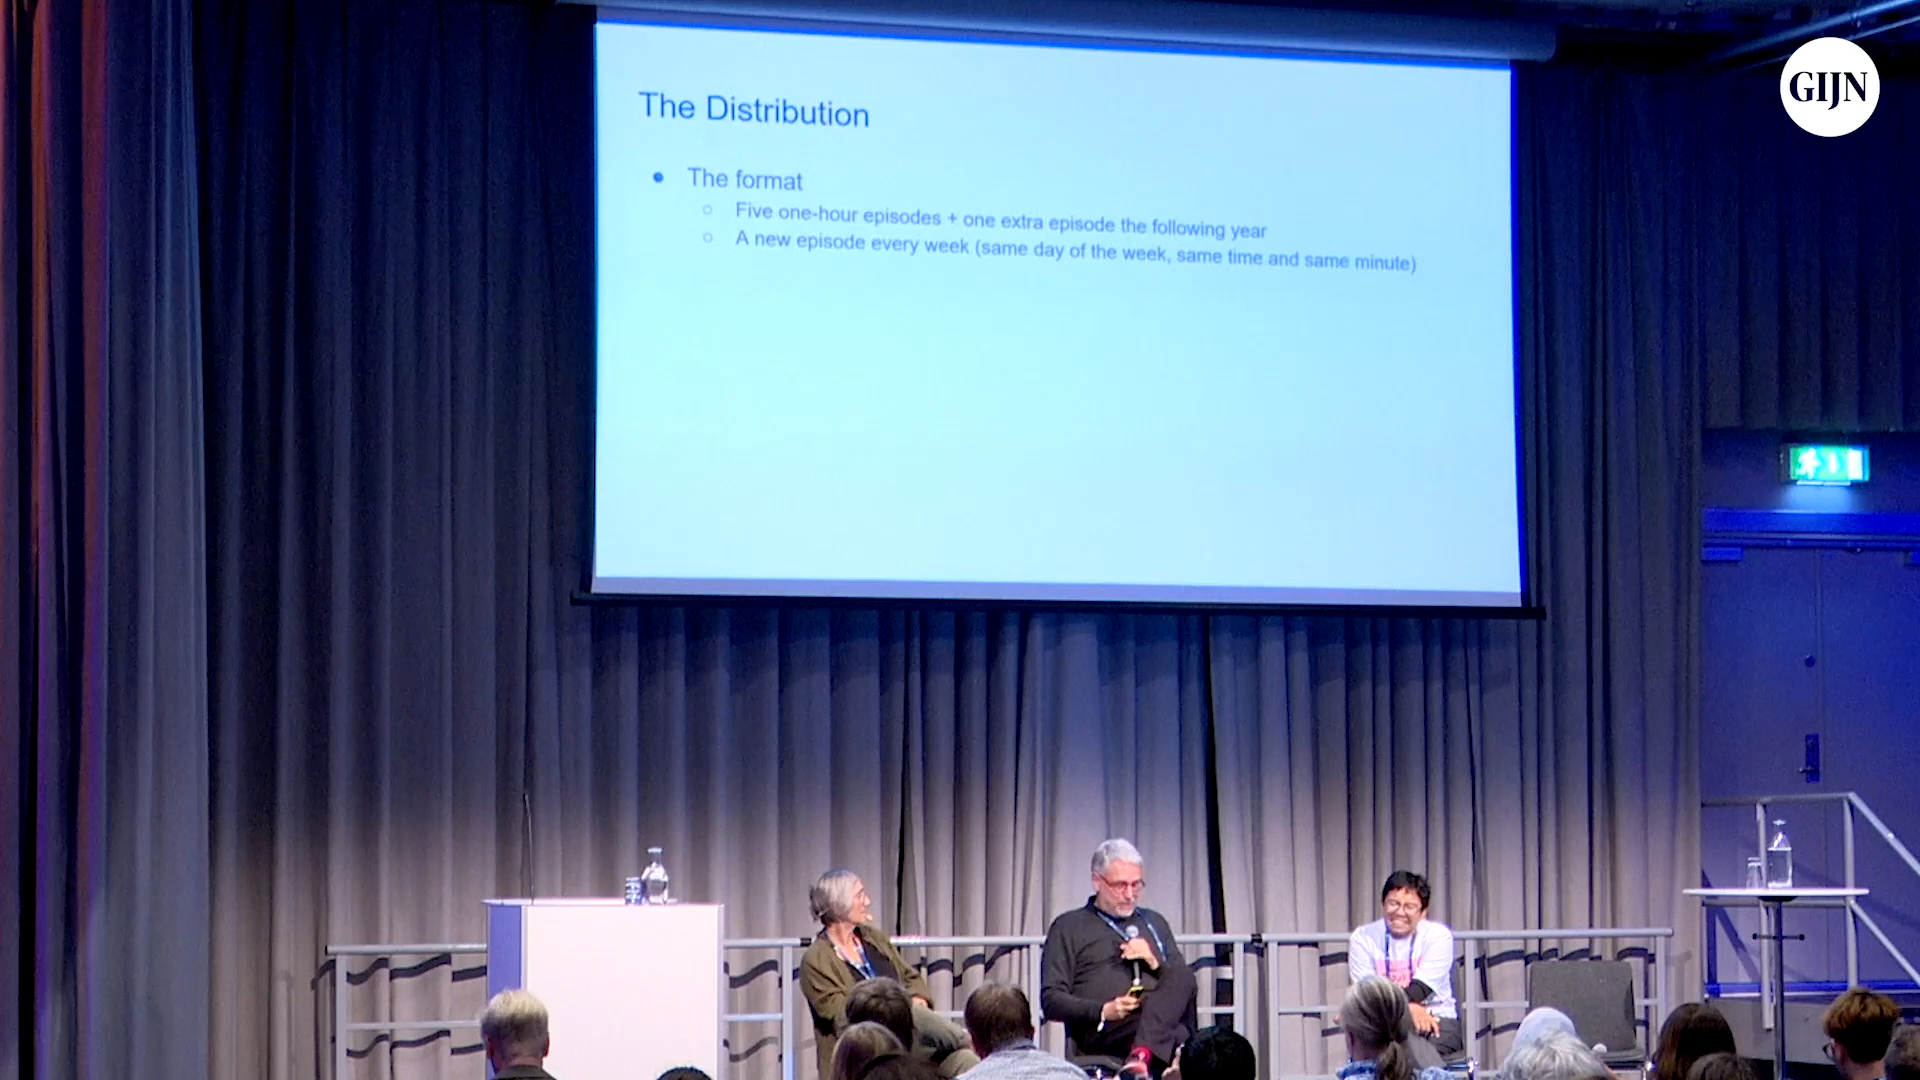 GIJN
The Distribution
The format
Five one-hour episodes + one extra episode the following year
A new episode every week (same day of the week, same time and same minute)